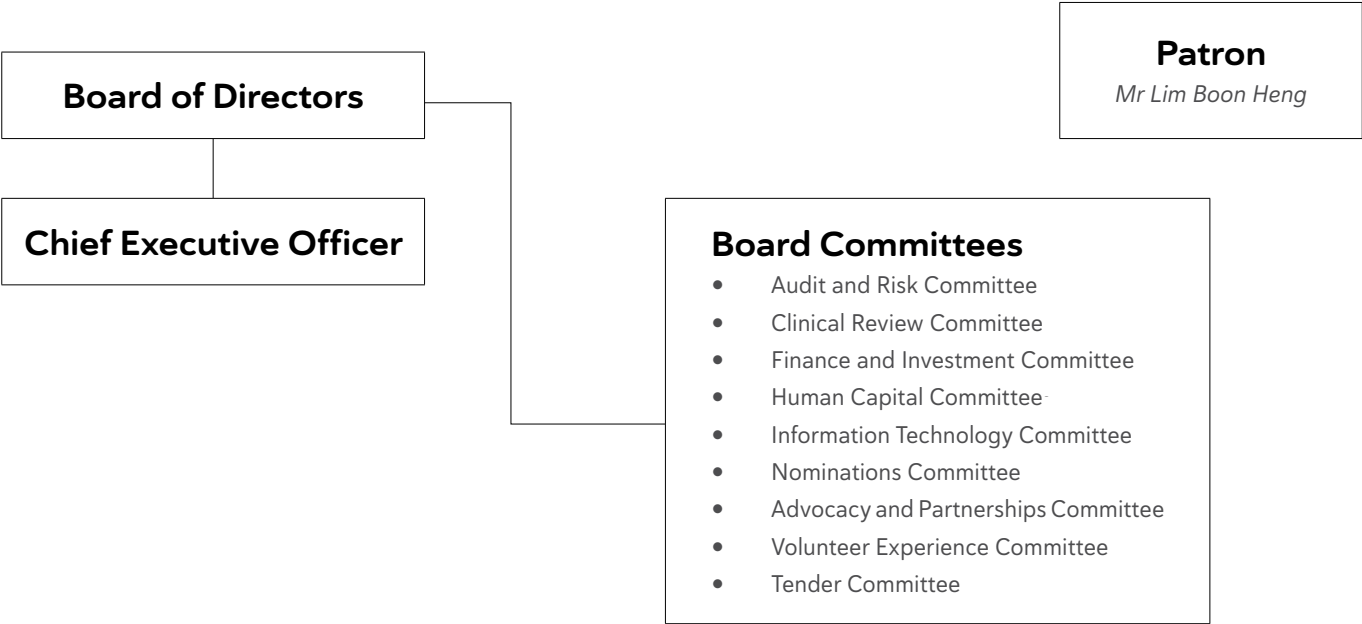 Patron
Mr Lim Boon Heng
Board of Directors
Chief Executive Officer
Board Committees
• Audit and Risk Committee
• Clinical Review Committee
• Finance and Investment Committee
• Human Capital Committee
• Information Technology Committee
• Nominations Committee
• Advocacy and Partnerships Committee
• Volunteer Experience Committee
• Tender Committee